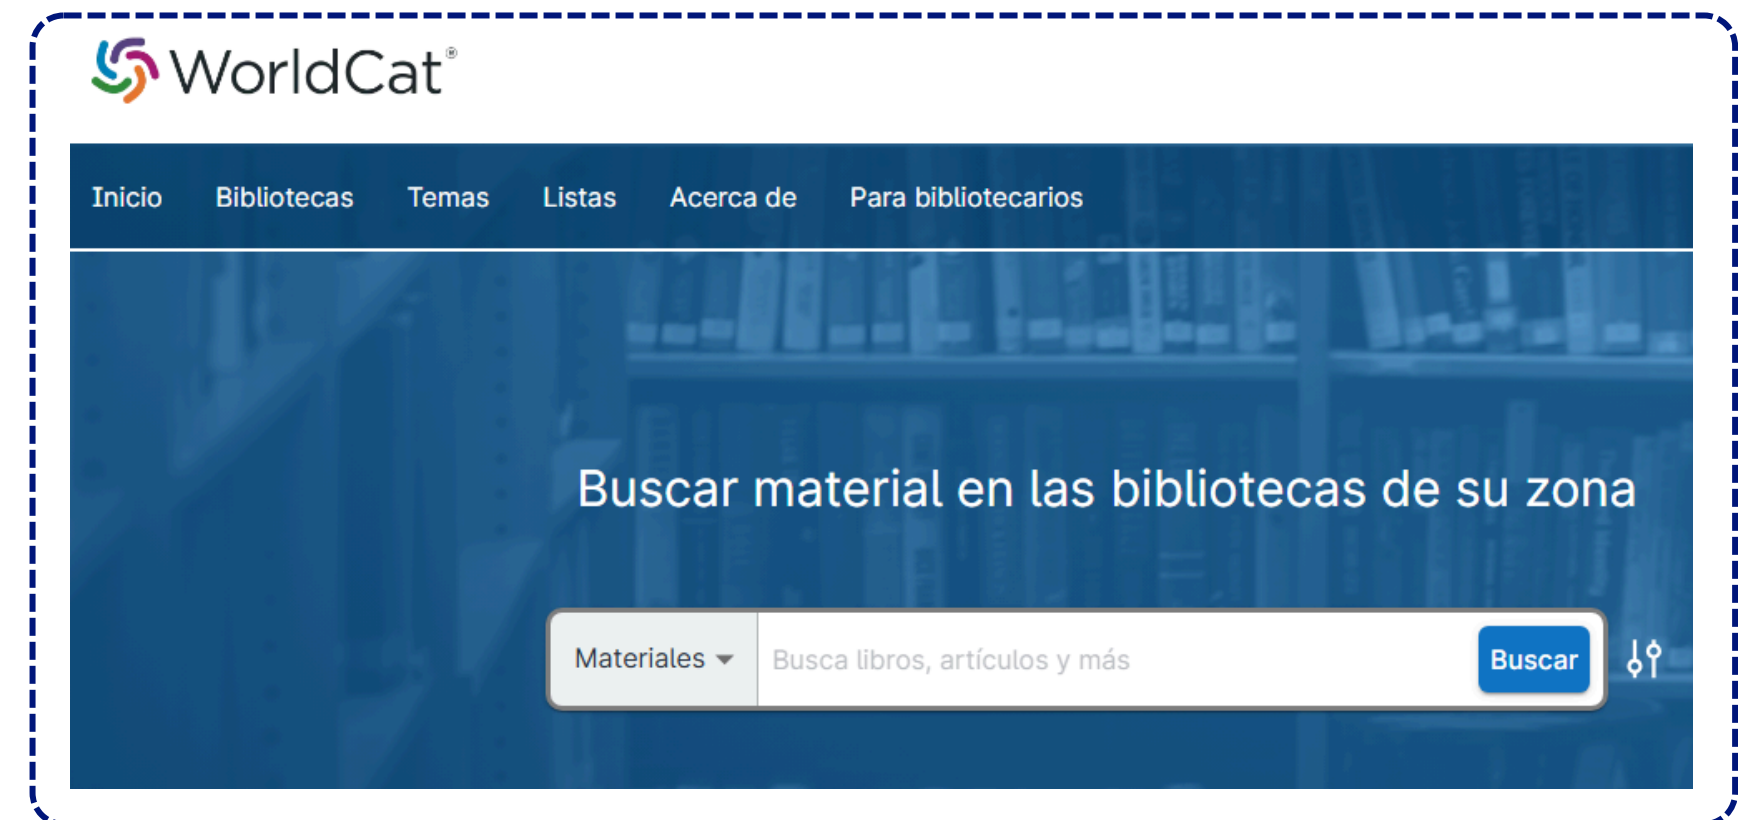 WorldCat®
Inicio Bibliotecas Temas Listas Acerca de Para bibliotecarios
Buscar material en las bibliotecas de su zona
Materiales Busca libros, artículos y más Buscar